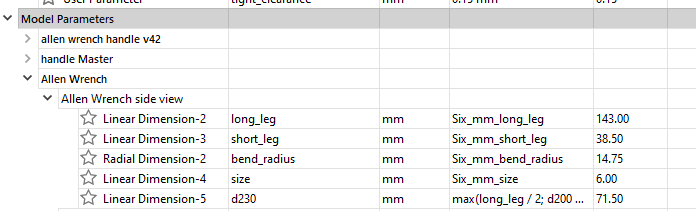 User Parameter tight_clearance mm 0.15 mm 0.15
Model Parameters
allen wrench handle v42
handle Master
Allen Wrench
Allen Wrench side view
Linear Dimension-2 long_leg mm Six_mm_long_leg 143.00
Linear Dimension-3 short_leg mm Six_mm_short_leg 38.50
Radial Dimension-2 bend_radius mm Six_mm_bend_radius 14.75
Linear Dimension-4 size mm Six_mm_size 6.00
Linear Dimension-5 d230 mm max(long_leg / 2; d200 ... 71.50